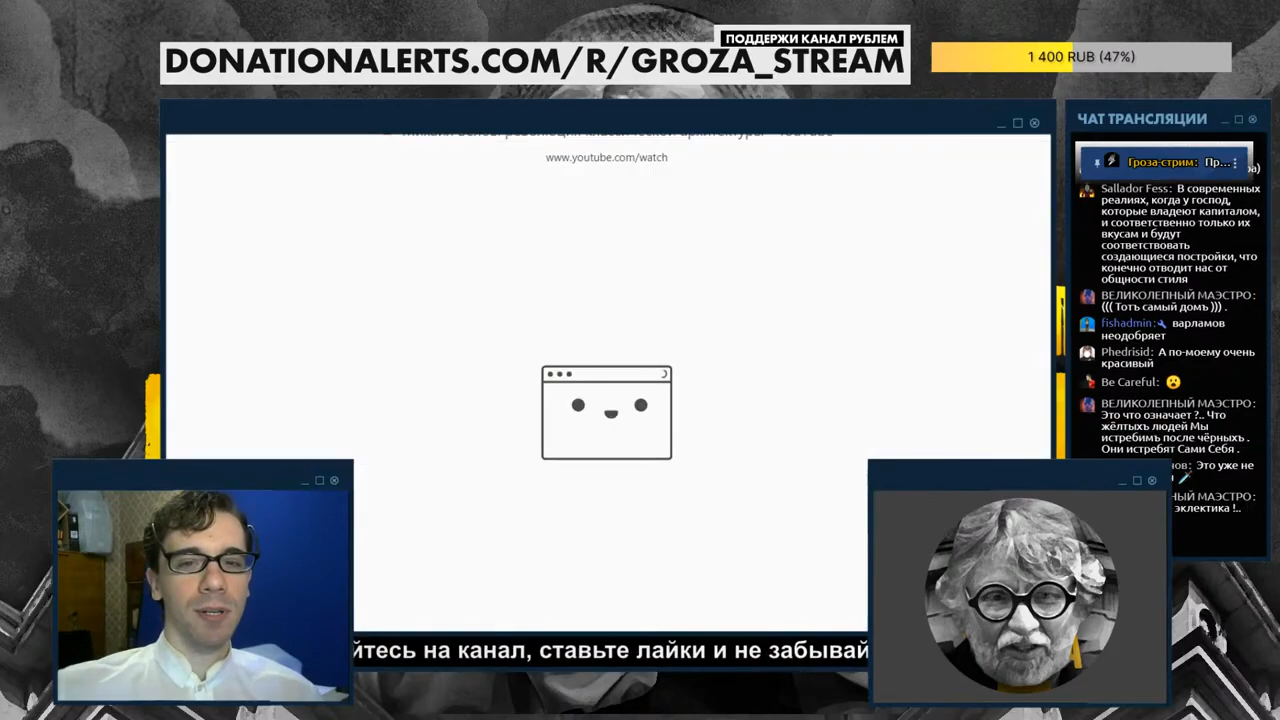 ПОДДЕРЖИ КАНАЛ РУБЛЕМ
DONATIONALERTS.COM/R/GROZA_STREAM
1 400 RUB (47%)
www.youtube.com/watch
ЧАТ ТРАНСЛЯЦИИ
Гроза-стрим: Пр...
Sallador Fess: В современных
реалиях, когда у господ,
которые владеют капиталом,
и соответственно только их
вкусам и будут
соответствовать
создающиеся постройки, что
конечно отводит нас от
общности стиля
ВЕЛИКОЛЕПНЫЙ МАЭСТРО:
((( Тотъ самый домъ ))) .
fishadmin: варламов
неодобряет
Phedrisid: А по-моему очень
красивый
Be Careful: 😮
ВЕЛИКОЛЕПНЫЙ МАЭСТРО:
Это что означает ?.. Что
жёлтыхъ людей Мы
истребимъ после чёрныхъ .
Они истребят Сами Себя .
нов: Это уже не
ЫЙ МАЭСТРО:
эклектика !..
йтесь на канал, ставьте лайки и не забывай